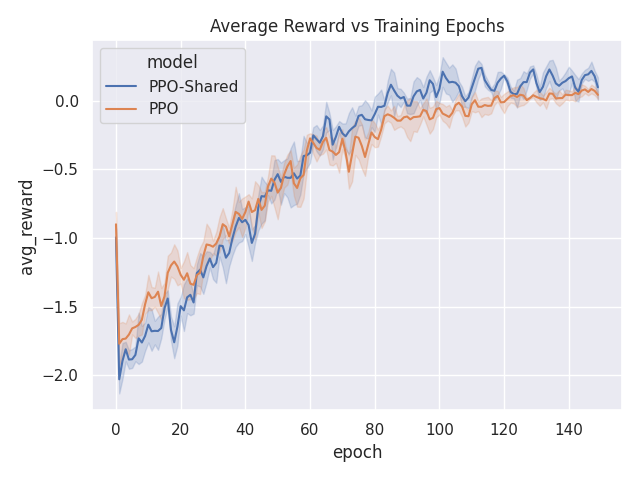 Average Reward vs Training Epochs
model
PPO-Shared
PPO
avg_reward
0.0
−0.5
−1.0
−1.5
−2.0
0 20 40 60 80 100 120 140
epoch